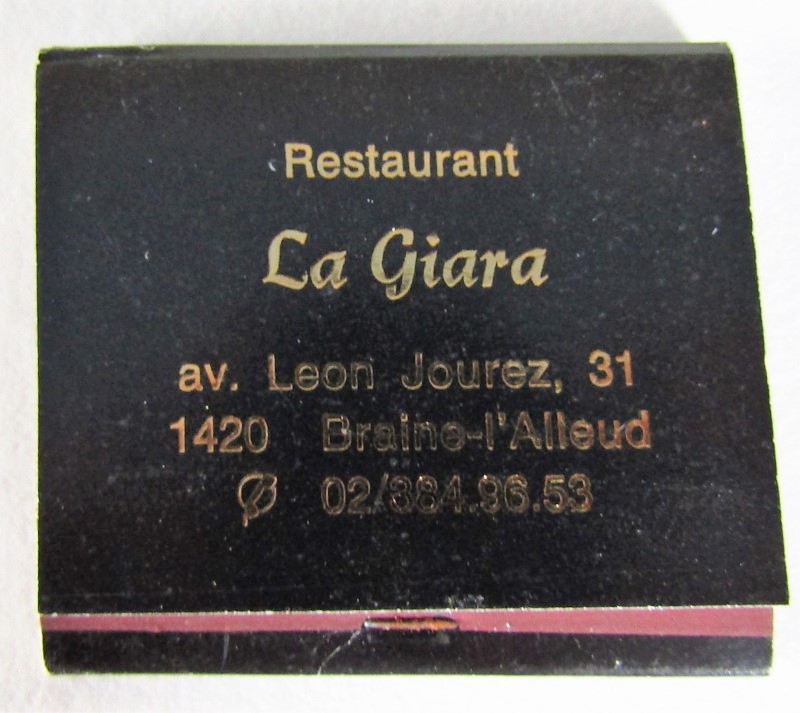 Restaurant
La Giara
av. Leon Jourez, 31
1420 Braine-l'Alleud
02/384.96.53